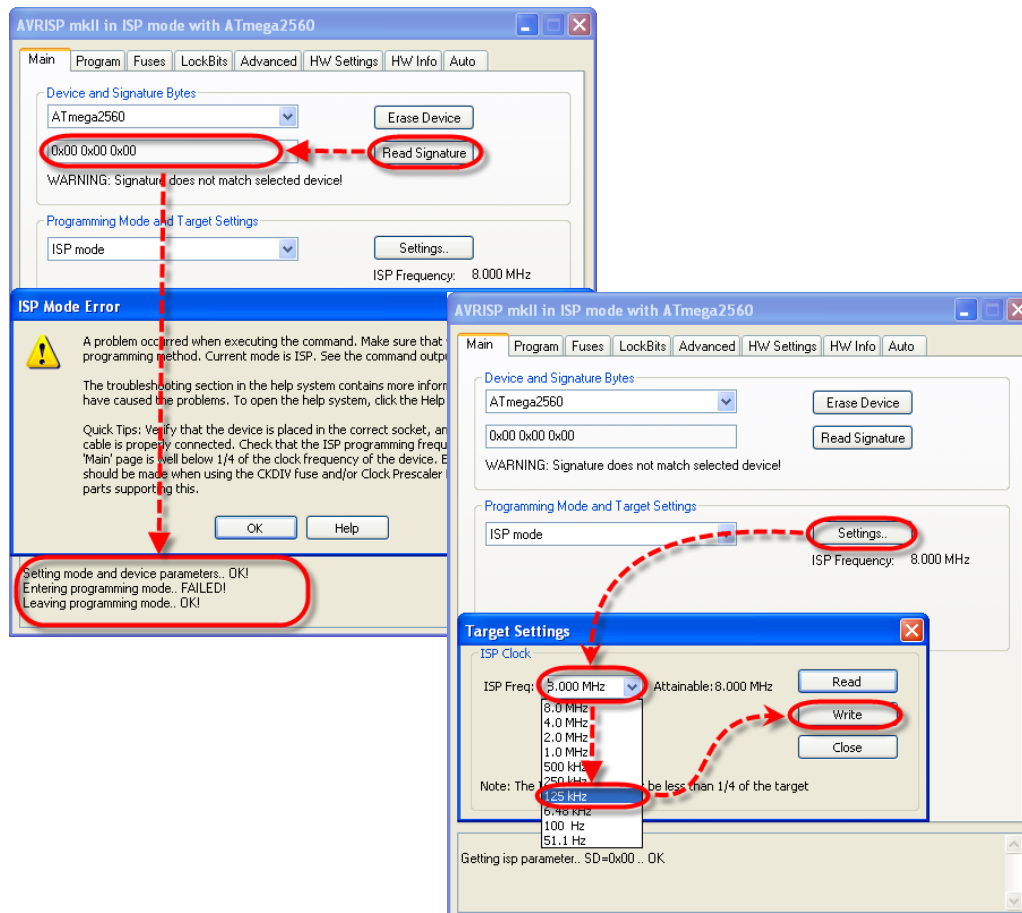 AVRISP mkII in ISP mode with ATmega2560
Main Program Fuses LockBits Advanced HW Settings HW Info Auto
Device and Signature Bytes
ATmega2560
Erase Device
0x00 0x00 0x00
Read Signature
WARNING: Signature does not match selected device!
Programming Mode and Target Settings
ISP mode
Settings..
ISP Frequency: 8.000 MHz
ISP Mode Error
A problem occurred when executing the command. Make sure that
programming method. Current mode is ISP. See the command outpu
The troubleshooting section in the help system contains more inform
have caused the problems. To open the help system, click the Help
Quick Tips: Verify that the device is placed in the correct socket, an
cable is properly connected. Check that the ISP programming frequ
'Main' page is well below 1/4 of the clock frequency of the device. E
should be made when using the CKDIV fuse and/or Clock Prescaler
parts supporting this.
OK Help
Setting mode and device parameters.. OK!
Entering programming mode.. FAILED!
Leaving programming mode.. OK!
AVRISP mkII in ISP mode with ATmega2560
Main Program Fuses LockBits Advanced HW Settings HW Info Auto
Device and Signature Bytes
ATmega2560
Erase Device
0x00 0x00 0x00
Read Signature
WARNING: Signature does not match selected device!
Programming Mode and Target Settings
ISP mode
Settings..
ISP Frequency: 8.000 MHz
Target Settings
ISP Clock
ISP Freq: 8.000 MHz Attainable: 8.000 MHz
Read
8.0 MHz
4.0 MHz
Write
2.0 MHz
1.0 MHz
Close
500 kHz
250 kHz
Note: The be less than 1/4 of the target
125 kHz
6.48 kHz
100 Hz
51.1 Hz
Getting isp parameter.. SD=0x00 .. OK